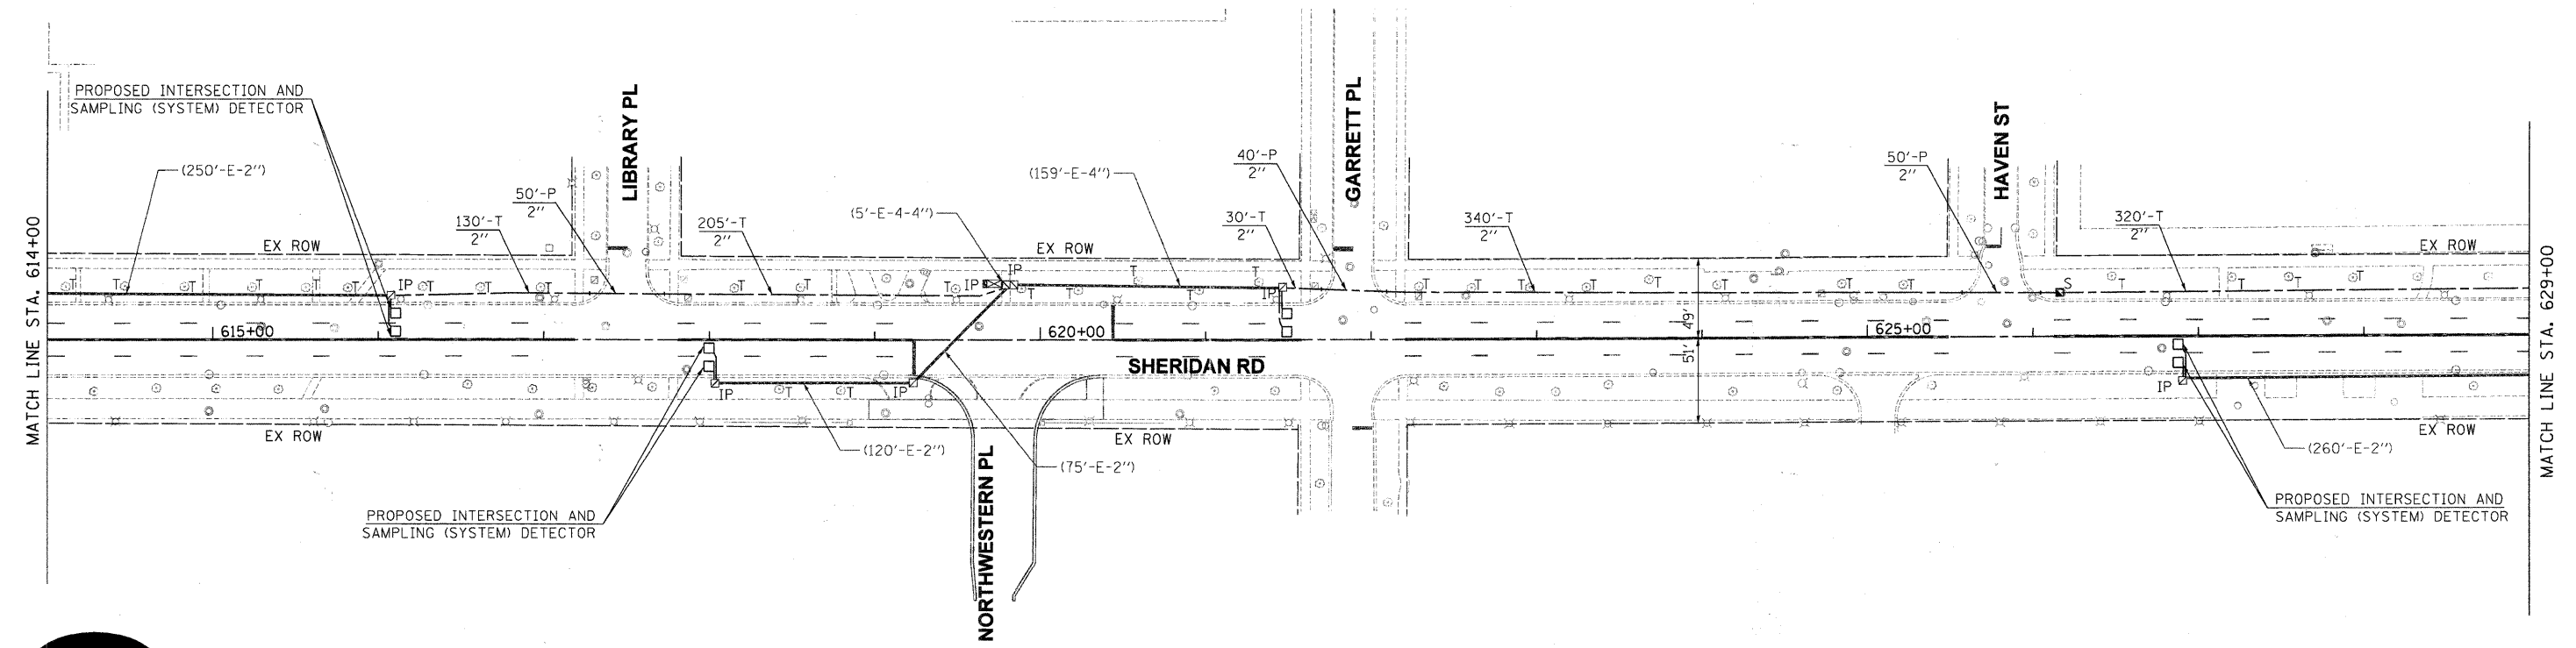 PROPOSED INTERSECTION AND
SAMPLING (SYSTEM) DETECTOR
(250'-E-2")
130'-T
2"
50'-P
2"
LIBRARY PL
205'-T
2"
(5'-E-4-4")
(159'-E-4")
40'-P
2"
30'-T
2"
GARRETT PL
340'-T
2"
50'-P
2"
HAVEN ST
320'-T
2"
MATCH LINE STA. 614+00
EX ROW
EX ROW
EX ROW
T T T T T T IP T T T
T T IP T IP T T T T T IP
T T T T T T T T S T T T T
615+00
620+00
625+00
49'
51'
SHERIDAN RD
IP T T IP
IP
EX ROW
EX ROW
EX ROW
(120'-E-2")
(75'-E-2")
(260'-E-2")
NORTHWESTERN PL
PROPOSED INTERSECTION AND
SAMPLING (SYSTEM) DETECTOR
PROPOSED INTERSECTION AND
SAMPLING (SYSTEM) DETECTOR
MATCH LINE STA. 629+00